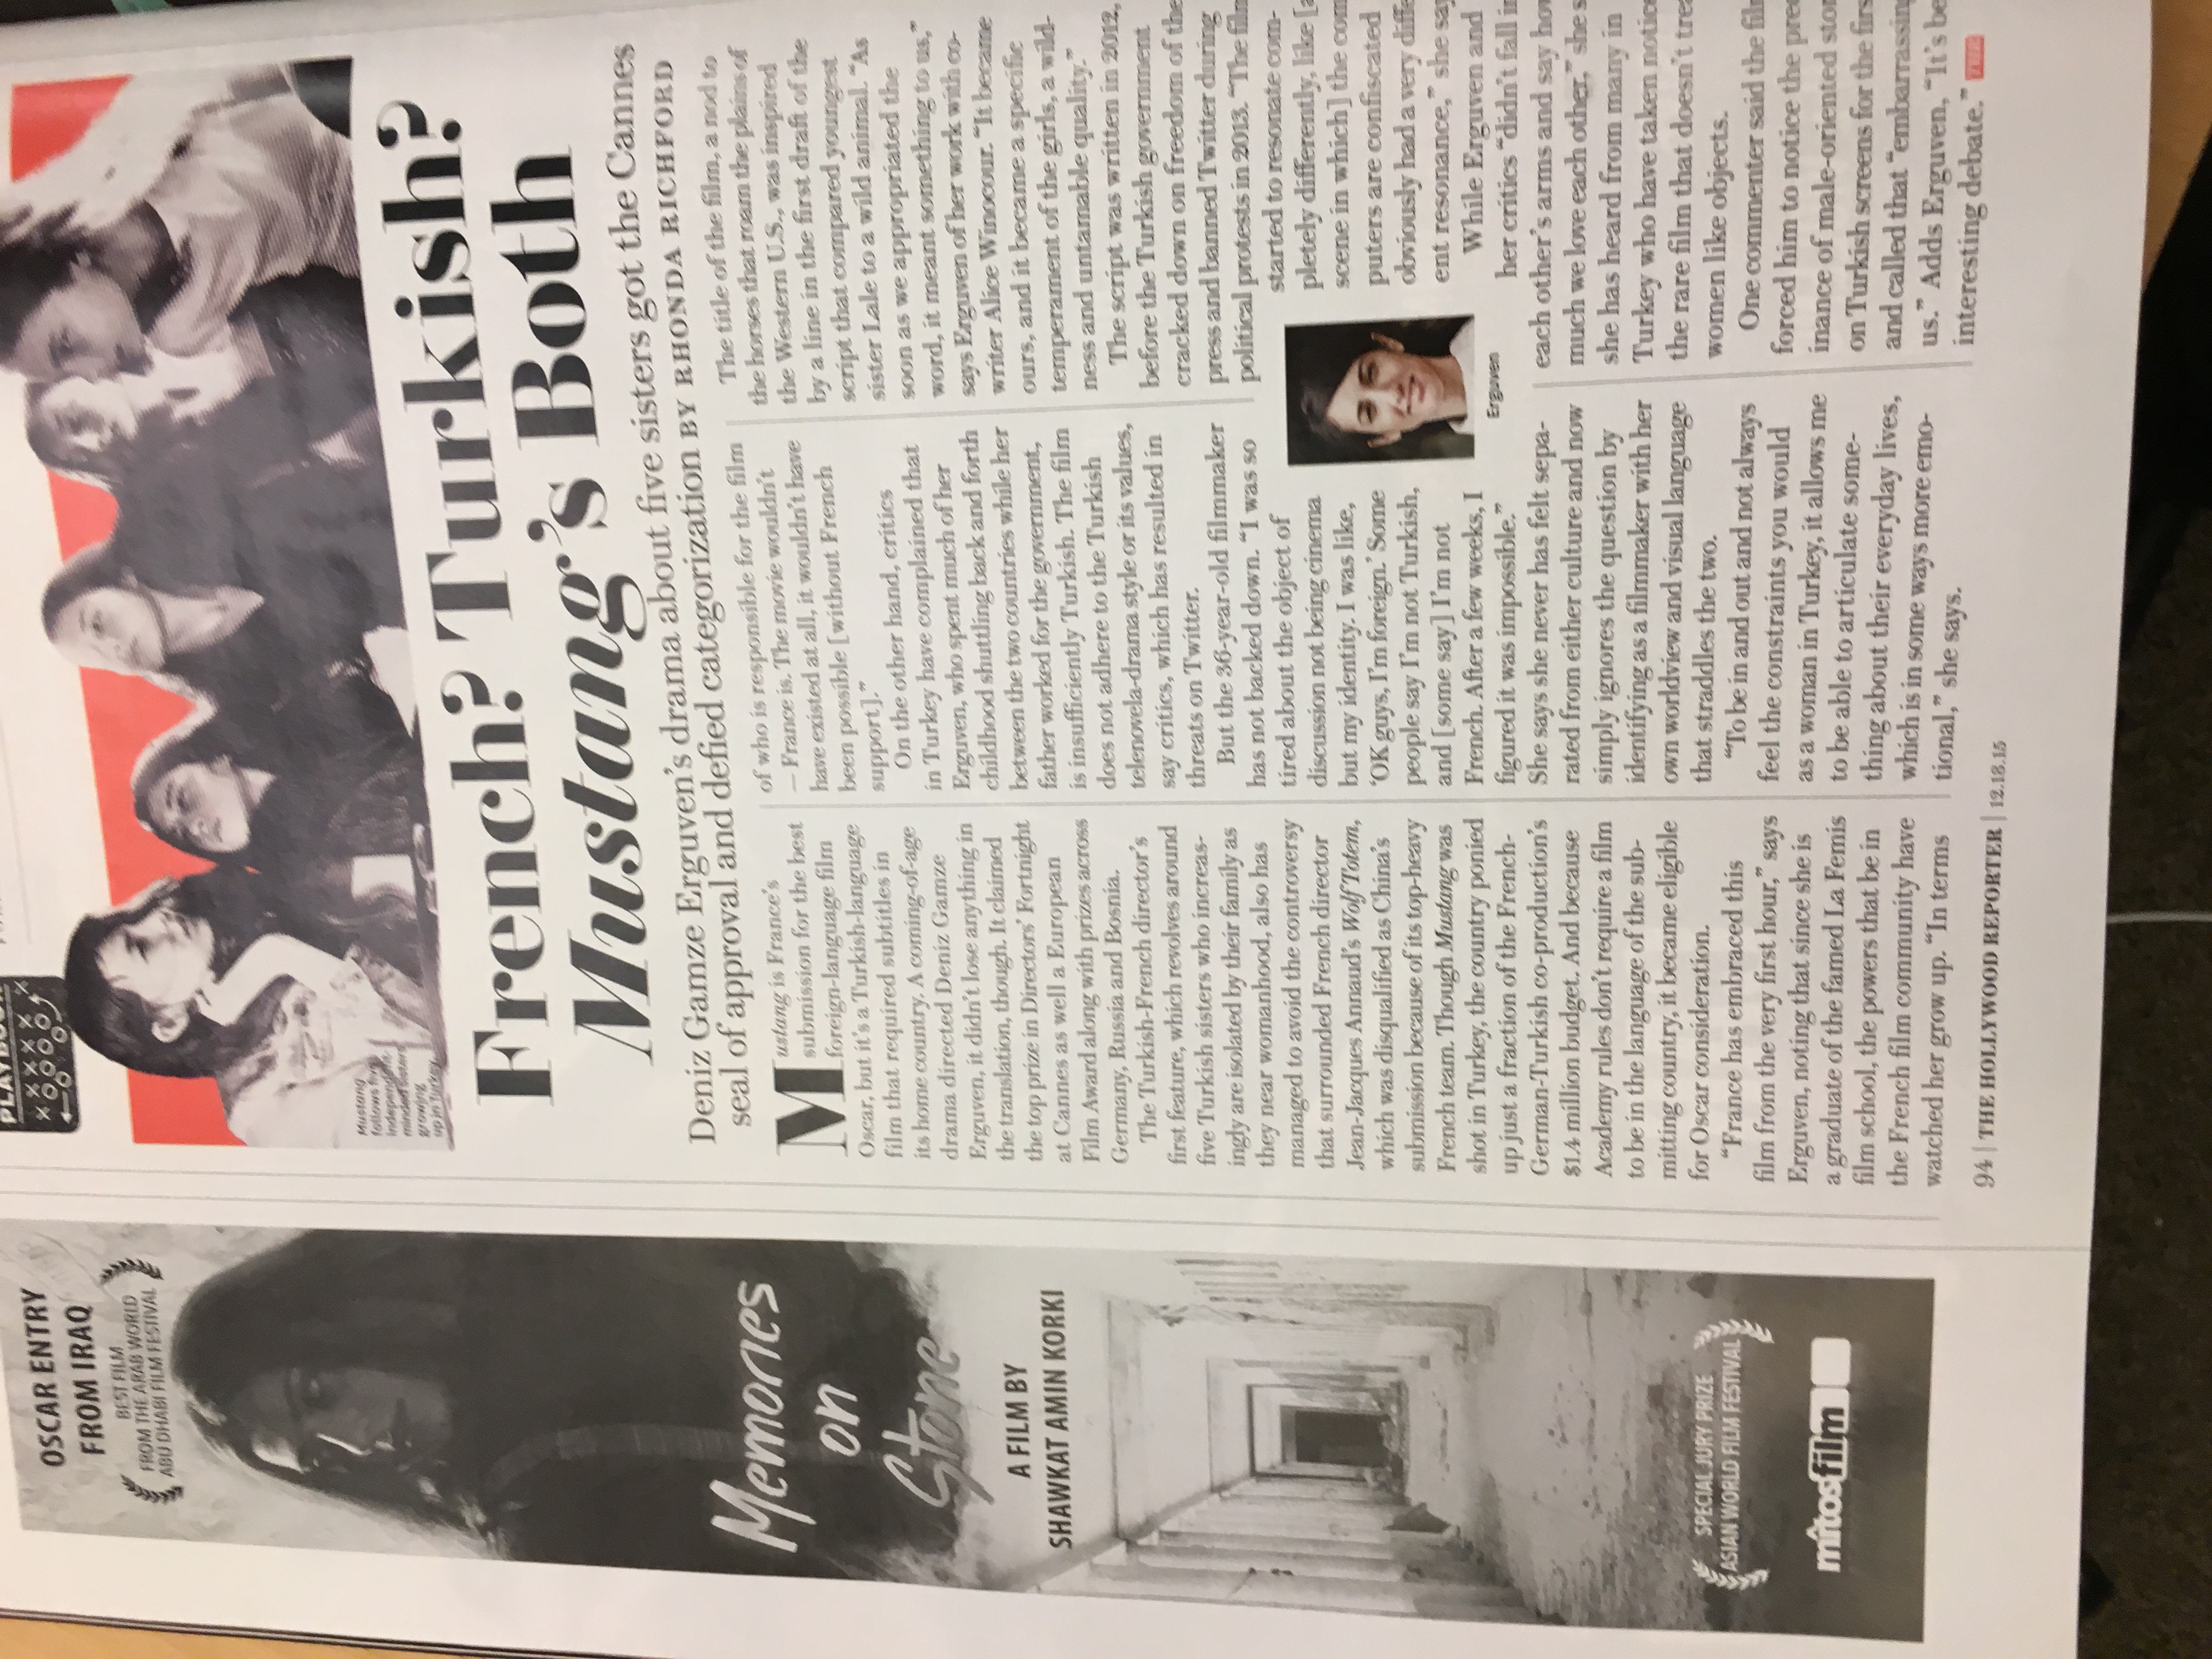 OSCAR ENTRY
FROM IRAQ
BEST FILM
FROM THE ARAB WORLD
ABU DHABI FILM FESTIVAL
Memories
on
Stone
A FILM BY
SHAWKAT AMIN KORKI
SPECIAL JURY PRIZE
ASIAN WORLD FILM FESTIVAL
mîtosfilm
PLAYBOOK
Mustang
follows five
independent-
minded sisters
growing
up in Turkey.
French? Turkish?
Mustang's Both
Deniz Gamze Erguven's drama about five sisters got the Cannes
seal of approval and defied categorization BY RHONDA RICHFORD
Mustang is France's
submission for the best
foreign-language film
Oscar, but it's a Turkish-language
film that required subtitles in
its home country. A coming-of-age
drama directed Deniz Gamze
Erguven, it didn't lose anything in
the translation, though. It claimed
the top prize in Directors' Fortnight
at Cannes as well a European
Film Award along with prizes across
Germany, Russia and Bosnia.
The Turkish-French director's
first feature, which revolves around
five Turkish sisters who increas-
ingly are isolated by their family as
they near womanhood, also has
managed to avoid the controversy
that surrounded French director
Jean-Jacques Annaud's Wolf Totem,
which was disqualified as China's
submission because of its top-heavy
French team. Though Mustang was
shot in Turkey, the country ponied
up just a fraction of the French-
German-Turkish co-production's
$1.4 million budget. And because
Academy rules don't require a film
to be in the language of the sub-
mitting country, it became eligible
for Oscar consideration.
"France has embraced this
film from the very first hour," says
Erguven, noting that since she is
a graduate of the famed La Femis
film school, the powers that be in
the French film community have
watched her grow up. "In terms
of who is responsible for the film
— France is. The movie wouldn't
have existed at all, it wouldn't have
been possible [without French
support]."
On the other hand, critics
in Turkey have complained that
Erguven, who spent much of her
childhood shuttling back and forth
between the two countries while her
father worked for the government,
is insufficiently Turkish. The film
does not adhere to the Turkish
telenovela-drama style or its values,
say critics, which has resulted in
threats on Twitter.
But the 36-year-old filmmaker
has not backed down. "I was so
tired about the object of
discussion not being cinema
but my identity. I was like,
'OK guys, I'm foreign.' Some
people say I'm not Turkish,
and [some say] I'm not
French. After a few weeks, I
figured it was impossible."
She says she never has felt sepa-
rated from either culture and now
simply ignores the question by
identifying as a filmmaker with her
own worldview and visual language
that straddles the two.
"To be in and out and not always
feel the constraints you would
as a woman in Turkey, it allows me
to be able to articulate some-
thing about their everyday lives,
which is in some ways more emo-
tional," she says.
The title of the film, a nod to
the horses that roam the plains of
the Western U.S., was inspired
by a line in the first draft of the
script that compared youngest
sister Lale to a wild animal. "As
soon as we appropriated the
word, it meant something to us,"
says Erguven of her work with co-
writer Alice Winocour. "It became
ours, and it became a specific
temperament of the girls, a wild-
ness and untamable quality."
The script was written in 2012,
before the Turkish government
cracked down on freedom of the
press and banned Twitter during
political protests in 2013. "The film
started to resonate com-
pletely differently, like [a
scene in which] the com
puters are confiscated
obviously had a very diffe
ent resonance," she say
While Erguven and
her critics "didn't fall in
each other's arms and say how
much we love each other," she s
she has heard from many in
Turkey who have taken notice
the rare film that doesn't trea
women like objects.
One commenter said the film
forced him to notice the pred
inance of male-oriented stor
on Turkish screens for the firs
and called that "embarrassing
us." Adds Erguven, "It's be
interesting debate." THR
Erguven
94 | THE HOLLYWOOD REPORTER | 12.18.15